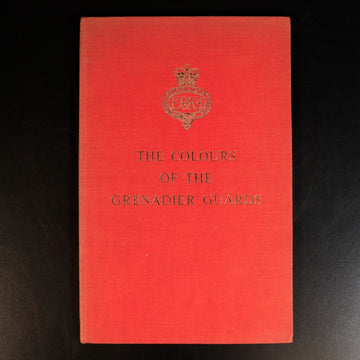 THE COLOURS
OF THE
GRENADIER GUARDS